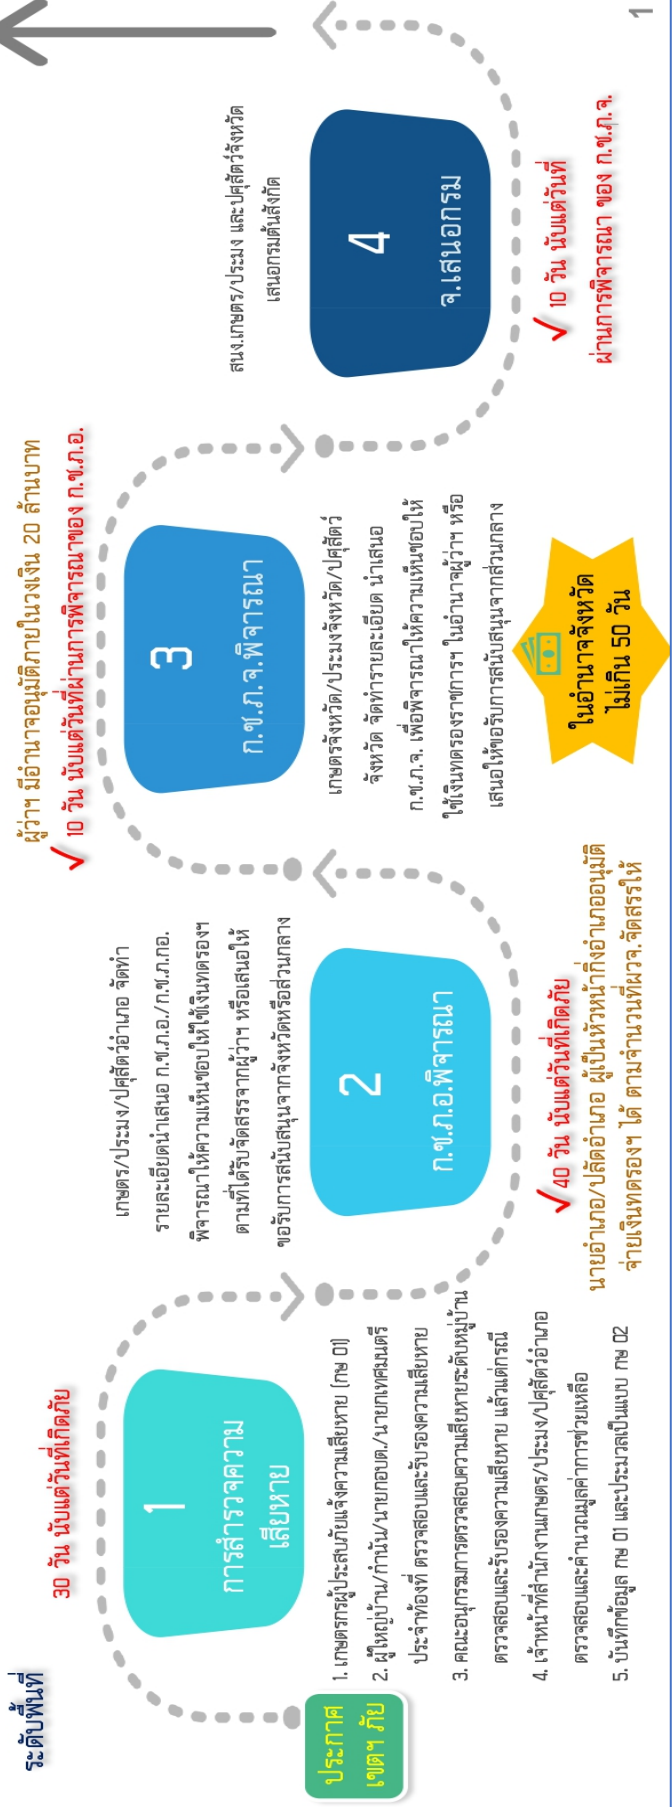 ระดับพื้นที่
ประกาศ
เขตฯ ภัย
30 วัน นับแต่วันที่เกิดภัย
1
การสำรวจความ
เสียหาย
1. เกษตรกรผู้ประสบภัยแจ้งความเสียหาย (กษ 01)
2. ผู้ใหญ่บ้าน/กำนัน/นายกอบต./นายกเทศมนตรี
ประจำท้องที่ ตรวจสอบและรับรองความเสียหาย
3. คณะอนุกรรมการตรวจสอบความเสียหายระดับหมู่บ้าน
ตรวจสอบและรับรองความเสียหาย แล้วแต่กรณี
4. เจ้าหน้าที่สำนักงานเกษตร/ประมง/ปศุสัตว์อำเภอ
ตรวจสอบและคำนวณมูลค่าการช่วยเหลือ
5. บันทึกข้อมูล กษ 01 และประมวลเป็นแบบ กษ 02
เกษตร/ประมง/ปศุสัตว์อำเภอ จัดทำ
รายละเอียดนำเสนอ ก.ช.ภ.อ./ก.ช.ภ.กอ.
พิจารณาให้ความเห็นชอบให้ใช้เงินทดรองฯ
ตามที่ได้รับจัดสรรจากผู้ว่าฯ หรือเสนอให้
ขอรับการสนับสนุนจากจังหวัดหรือส่วนกลาง
2
ก.ช.ภ.อ.พิจารณา
40 วัน นับแต่วันที่เกิดภัย
นายอำเภอ/ปลัดอำเภอ ผู้เป็นหัวหน้ากิ่งอำเภออนุมัติ
จ่ายเงินทดรองฯ ได้ ตามจำนวนที่ผวจ.จัดสรรให้
ผู้ว่าฯ มีอำนาจอนุมัติภายในวงเงิน 20 ล้านบาท
10 วัน นับแต่วันที่ผ่านการพิจารณาของ ก.ช.ภ.อ.
3
ก.ช.ภ.จ.พิจารณา
เกษตรจังหวัด/ประมงจังหวัด/ปศุสัตว์
จังหวัด จัดทำรายละเอียด นำเสนอ
ก.ช.ภ.จ. เพื่อพิจารณาให้ความเห็นชอบให้
ใช้เงินทดรองราชการฯ ในอำนาจผู้ว่าฯ หรือ
เสนอให้ขอรับการสนับสนุนจากส่วนกลาง
ในอำนาจจังหวัด
ไม่เกิน 50 วัน
สนง.เกษตร/ประมง และปศุสัตว์จังหวัด
เสนอกรมต้นสังกัด
4
จ.เสนอกรม
10 วัน นับแต่วันที่
ผ่านการพิจารณา ของ ก.ช.ภ.จ.
1